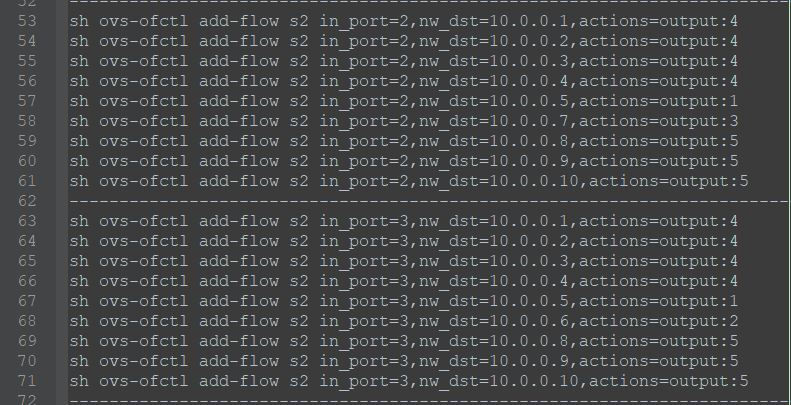 52 --------------------------------------------------------------------------
53 sh ovs-ofctl add-flow s2 in_port=2,nw_dst=10.0.0.1,actions=output:4
54 sh ovs-ofctl add-flow s2 in_port=2,nw_dst=10.0.0.2,actions=output:4
55 sh ovs-ofctl add-flow s2 in_port=2,nw_dst=10.0.0.3,actions=output:4
56 sh ovs-ofctl add-flow s2 in_port=2,nw_dst=10.0.0.4,actions=output:4
57 sh ovs-ofctl add-flow s2 in_port=2,nw_dst=10.0.0.5,actions=output:1
58 sh ovs-ofctl add-flow s2 in_port=2,nw_dst=10.0.0.7,actions=output:3
59 sh ovs-ofctl add-flow s2 in_port=2,nw_dst=10.0.0.8,actions=output:5
60 sh ovs-ofctl add-flow s2 in_port=2,nw_dst=10.0.0.9,actions=output:5
61 sh ovs-ofctl add-flow s2 in_port=2,nw_dst=10.0.0.10,actions=output:5
62 --------------------------------------------------------------------------
63 sh ovs-ofctl add-flow s2 in_port=3,nw_dst=10.0.0.1,actions=output:4
64 sh ovs-ofctl add-flow s2 in_port=3,nw_dst=10.0.0.2,actions=output:4
65 sh ovs-ofctl add-flow s2 in_port=3,nw_dst=10.0.0.3,actions=output:4
66 sh ovs-ofctl add-flow s2 in_port=3,nw_dst=10.0.0.4,actions=output:4
67 sh ovs-ofctl add-flow s2 in_port=3,nw_dst=10.0.0.5,actions=output:1
68 sh ovs-ofctl add-flow s2 in_port=3,nw_dst=10.0.0.6,actions=output:2
69 sh ovs-ofctl add-flow s2 in_port=3,nw_dst=10.0.0.8,actions=output:5
70 sh ovs-ofctl add-flow s2 in_port=3,nw_dst=10.0.0.9,actions=output:5
71 sh ovs-ofctl add-flow s2 in_port=3,nw_dst=10.0.0.10,actions=output:5
72 --------------------------------------------------------------------------